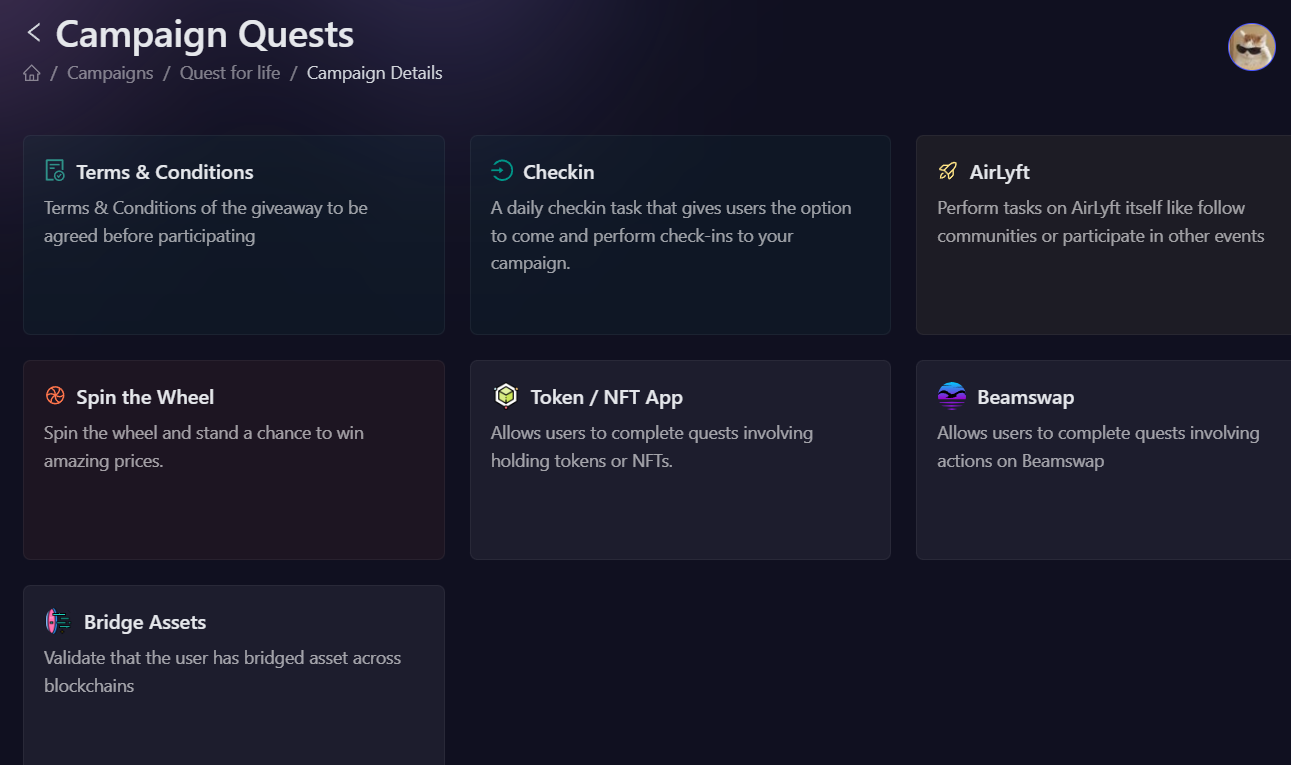 Campaign Quests
/ Campaigns / Quest for life / Campaign Details
Terms & Conditions
Terms & Conditions of the giveaway to be
agreed before participating
Checkin
A daily checkin task that gives users the option
to come and perform check-ins to your
campaign.
AirLyft
Perform tasks on AirLyft itself like follow
communities or participate in other events
Spin the Wheel
Spin the wheel and stand a chance to win
amazing prices.
Token / NFT App
Allows users to complete quests involving
holding tokens or NFTs.
Beamswap
Allows users to complete quests involving
actions on Beamswap
Bridge Assets
Validate that the user has bridged asset across
blockchains